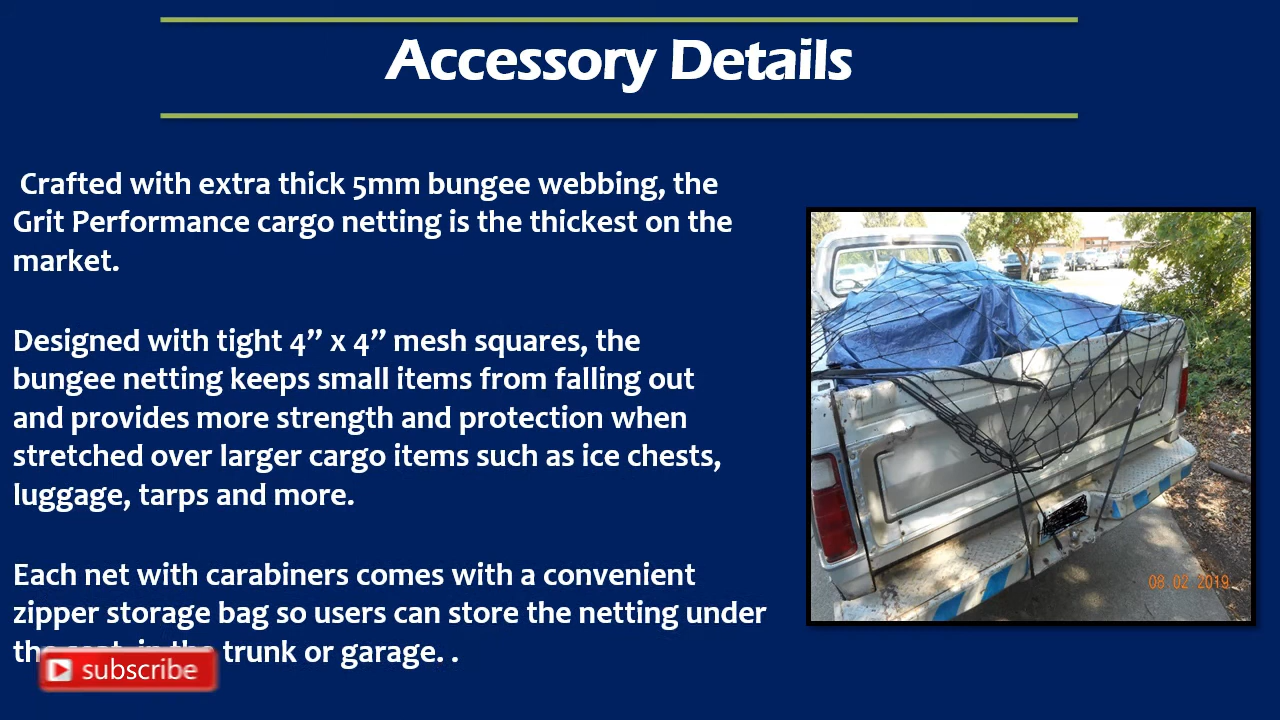 Accessory Details
Crafted with extra thick 5mm bungee webbing, the
Grit Performance cargo netting is the thickest on the
market.
Designed with tight 4” x 4” mesh squares, the
bungee netting keeps small items from falling out
and provides more strength and protection when
stretched over larger cargo items such as ice chests,
luggage, tarps and more.
Each net with carabiners comes with a convenient
zipper storage bag so users can store the netting under
the seat, in the trunk or garage. .
subscribe
08 02 2019